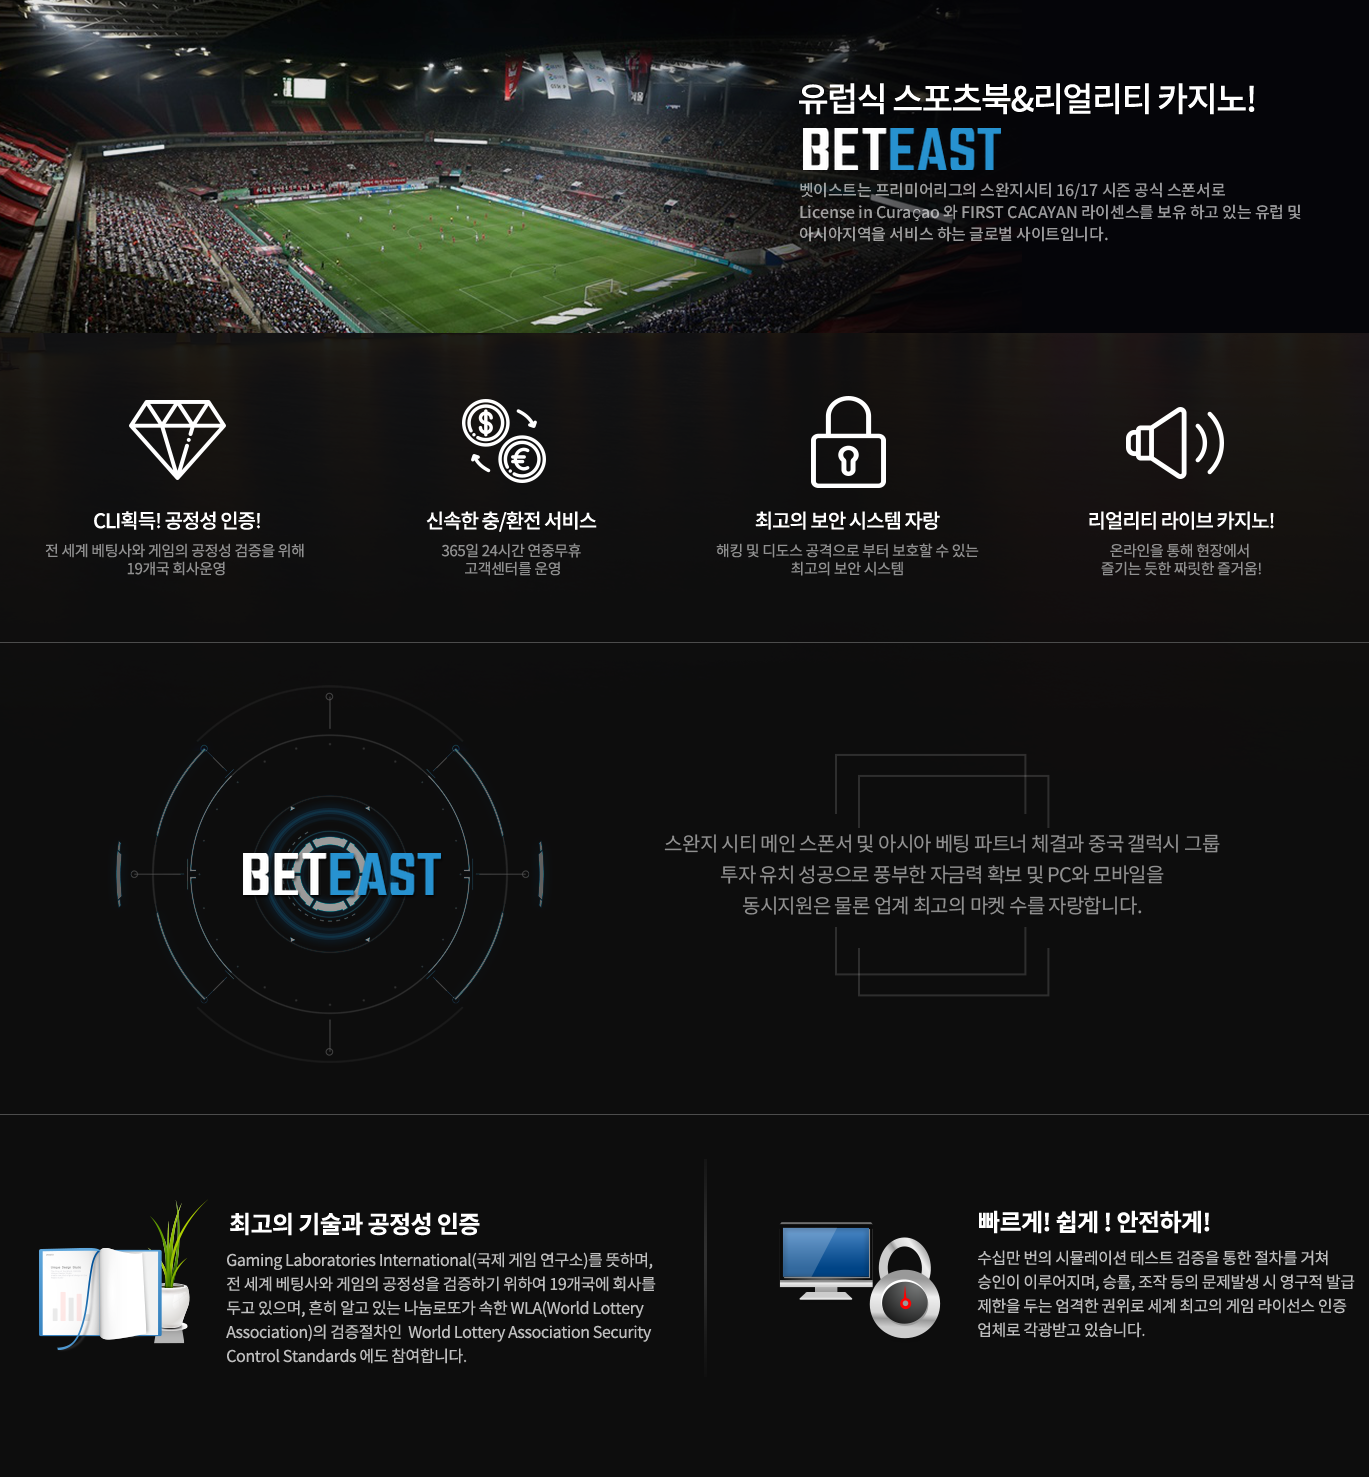 유럽식 스포츠북&리얼리티 카지노!
BETEAST
벳이스트는 프리미어리그의 스완지시티 16/17 시즌 공식 스폰서로
License in Curaçao 와 FIRST CACAYAN 라이센스를 보유 하고 있는 유럽 및
아시아지역을 서비스 하는 글로벌 사이트입니다.
CLI획득! 공정성 인증!
전 세계 베팅사와 게임의 공정성 검증을 위해
19개국 회사운영
신속한 충/환전 서비스
365일 24시간 연중무휴
고객센터를 운영
최고의 보안 시스템 자랑
해킹 및 디도스 공격으로 부터 보호할 수 있는
최고의 보안 시스템
리얼리티 라이브 카지노!
온라인을 통해 현장에서
즐기는 듯한 짜릿한 즐거움!
BETEAST
스완지 시티 메인 스폰서 및 아시아 베팅 파트너 체결과 중국 갤럭시 그룹
투자 유치 성공으로 풍부한 자금력 확보 및 PC와 모바일을
동시지원은 물론 업계 최고의 마켓 수를 자랑합니다.
최고의 기술과 공정성 인증
Gaming Laboratories International(국제 게임 연구소)를 뜻하며,
전 세계 베팅사와 게임의 공정성을 검증하기 위하여 19개국에 회사를
두고 있으며, 흔히 알고 있는 나눔로또가 속한 WLA(World Lottery
Association)의 검증절차인 World Lottery Association Security
Control Standards 에도 참여합니다.
빠르게! 쉽게 ! 안전하게!
수십만 번의 시뮬레이션 테스트 검증을 통한 절차를 거쳐
승인이 이루어지며, 승률, 조작 등의 문제발생 시 영구적 발급
제한을 두는 엄격한 권위로 세계 최고의 게임 라이선스 인증
업체로 각광받고 있습니다.